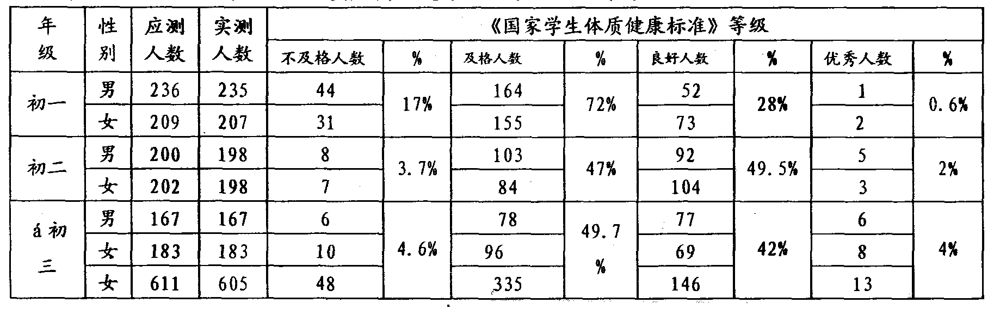 年级 性别 应测人数 实测人数 《国家学生体质健康标准》等级
不及格人数 % 及格人数 % 良好人数 % 优秀人数 %
初一 男 236 235 44 17% 164 72% 52 28% 1 0.6%
女 209 207 31 155 73 2
初二 男 200 198 8 3.7% 103 47% 92 49.5% 5 2%
女 202 198 7 84 104 3
á初三 男 167 167 6 4.6% 78 49.7% 77 42% 6 4%
女 183 183 10 96 69 8
女 611 605 48 335 146 13